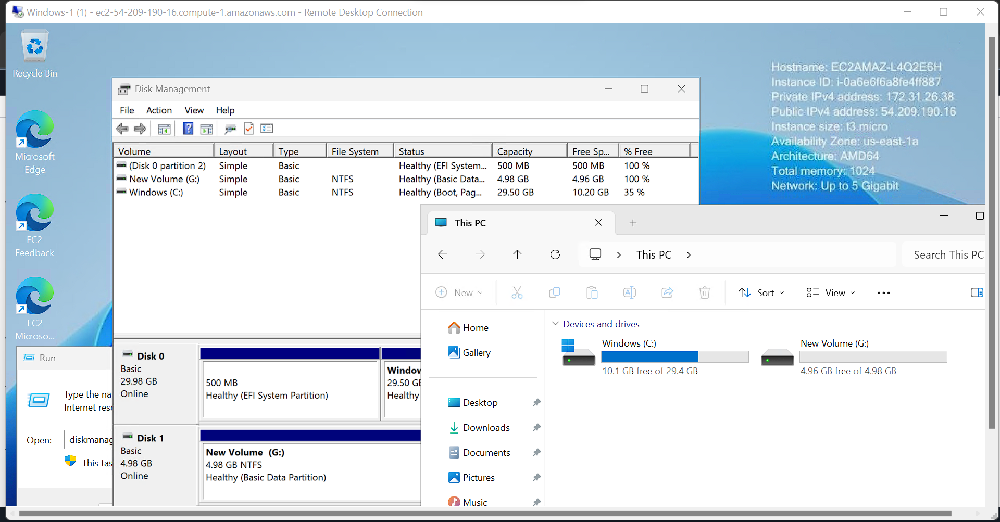 Windows-1 (1) - ec2-54-209-190-16.compute-1.amazonaws.com - Remote Desktop Connection
Recycle Bin
Microsoft
Edge
EC2
Feedback
EC2
Microso...
Hostname: EC2AMAZ-L4Q2E6H
Instance ID: i-0a6e6f6a8fe4ff887
Private IPv4 address: 172.31.26.38
Public IPv4 address: 54.209.190.16
Instance size: t3.micro
Availability Zone: us-east-1a
Architecture: AMD64
Total memory: 1024
Network: Up to 5 Gigabit
Disk Management
File Action View Help
Volume Layout Type File System Status Capacity Free Sp... % Free
(Disk 0 partition 2) Simple Basic Healthy (EFI System... 500 MB 500 MB 100 %
New Volume (G:) Simple Basic NTFS Healthy (Basic Data... 4.98 GB 4.96 GB 100 %
Windows (C:) Simple Basic NTFS Healthy (Boot, Pag... 29.50 GB 10.20 GB 35 %
Disk 0
Basic
29.98 GB
Online
500 MB
Healthy (EFI System Partition)
Window
29.50 GB
Healthy
Disk 1
Basic
4.98 GB
Online
New Volume (G:)
4.98 GB NTFS
Healthy (Basic Data Partition)
Run
Type the na
Internet reso
Open: diskmanag
This tas
This PC
This PC
Search This PC
New
Sort
View
Home
Gallery
Desktop
Downloads
Documents
Pictures
Music
Devices and drives
Windows (C:)
10.1 GB free of 29.4 GB
New Volume (G:)
4.96 GB free of 4.98 GB